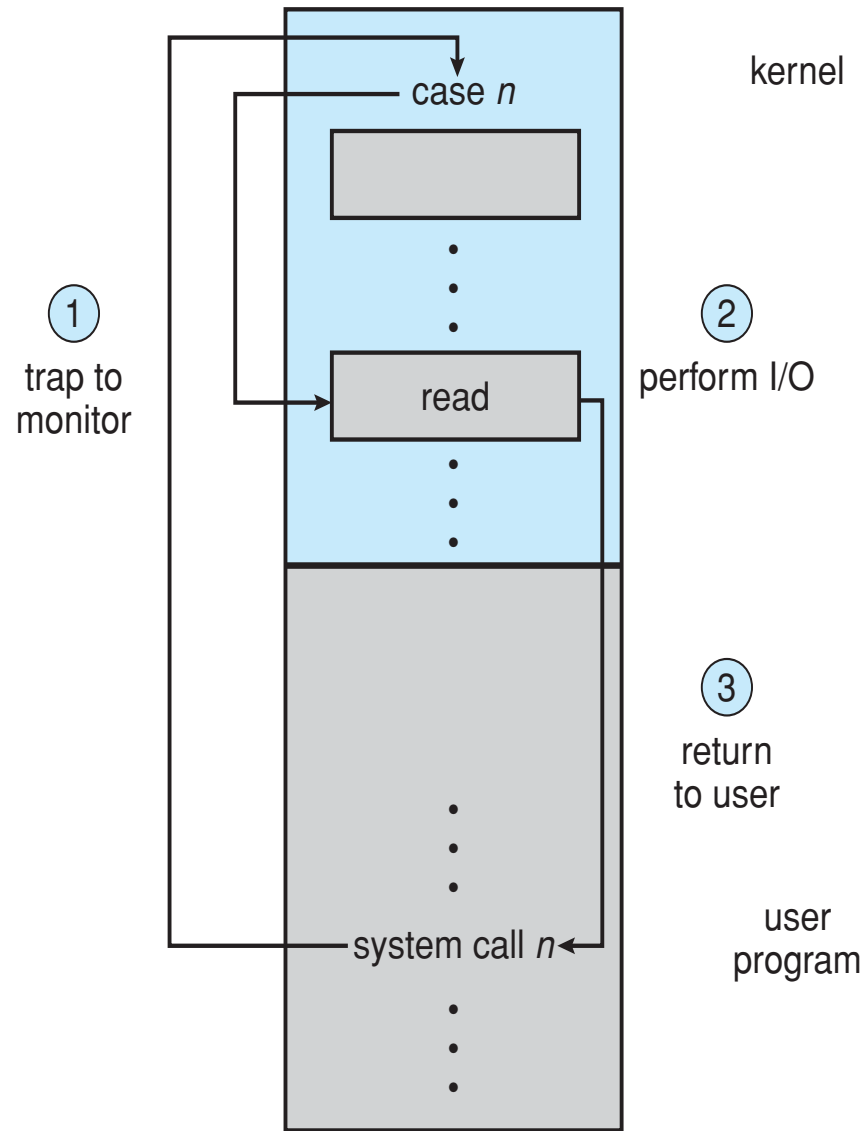 kernel
case n
1
trap to
monitor
2
perform I/O
read
3
return
to user
system call n
user
program